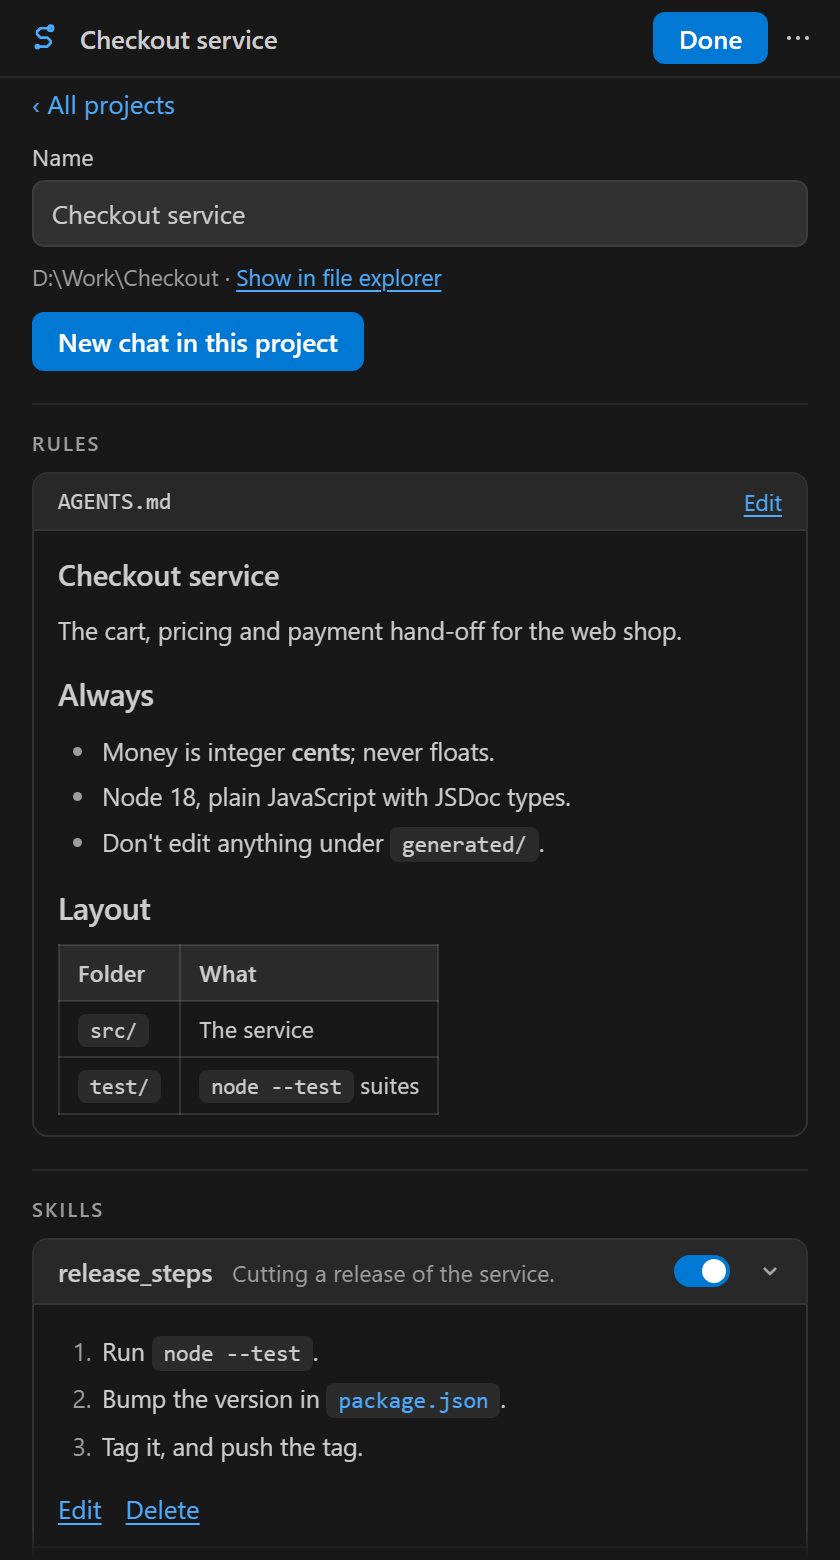 Checkout service
Done
‹ All projects
Name
Checkout service
D:\Work\Checkout · Show in file explorer
New chat in this project
RULES
AGENTS.md Edit
Checkout service
The cart, pricing and payment hand-off for the web shop.
Always
• Money is integer cents; never floats.
• Node 18, plain JavaScript with JSDoc types.
• Don't edit anything under generated/.
Layout
Folder What
src/ The service
test/ node --test suites
SKILLS
release_steps Cutting a release of the service.
1. Run node --test.
2. Bump the version in package.json.
3. Tag it, and push the tag.
Edit Delete